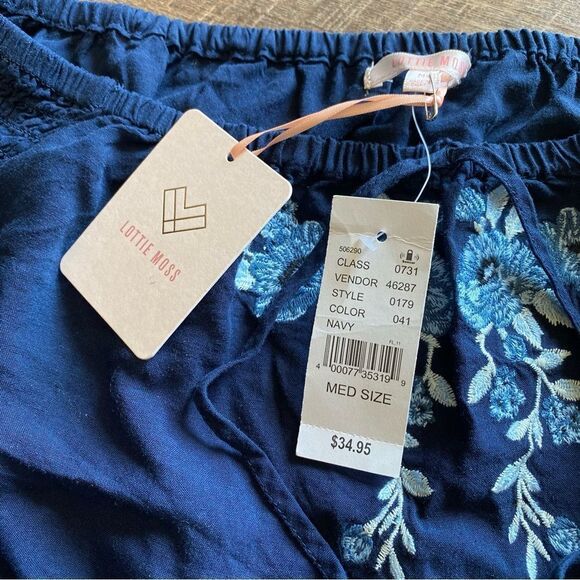 LOTTIE MOSS
LOTTIE MOSS
506290
CLASS 0731
VENDOR 46287
STYLE 0179
COLOR 041
NAVY
FL_11
4 00077 35319 9
MED SIZE
$34.95